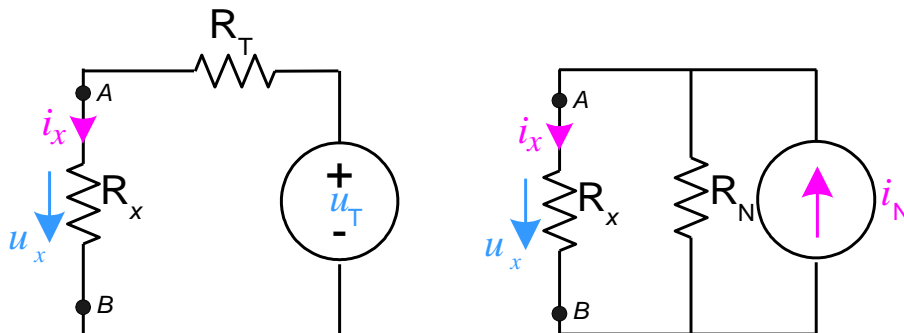 R_T
A
i_x
R_x
u_x
+
u_T
-
B
A
i_x
R_x
R_N
i_N
u_x
B